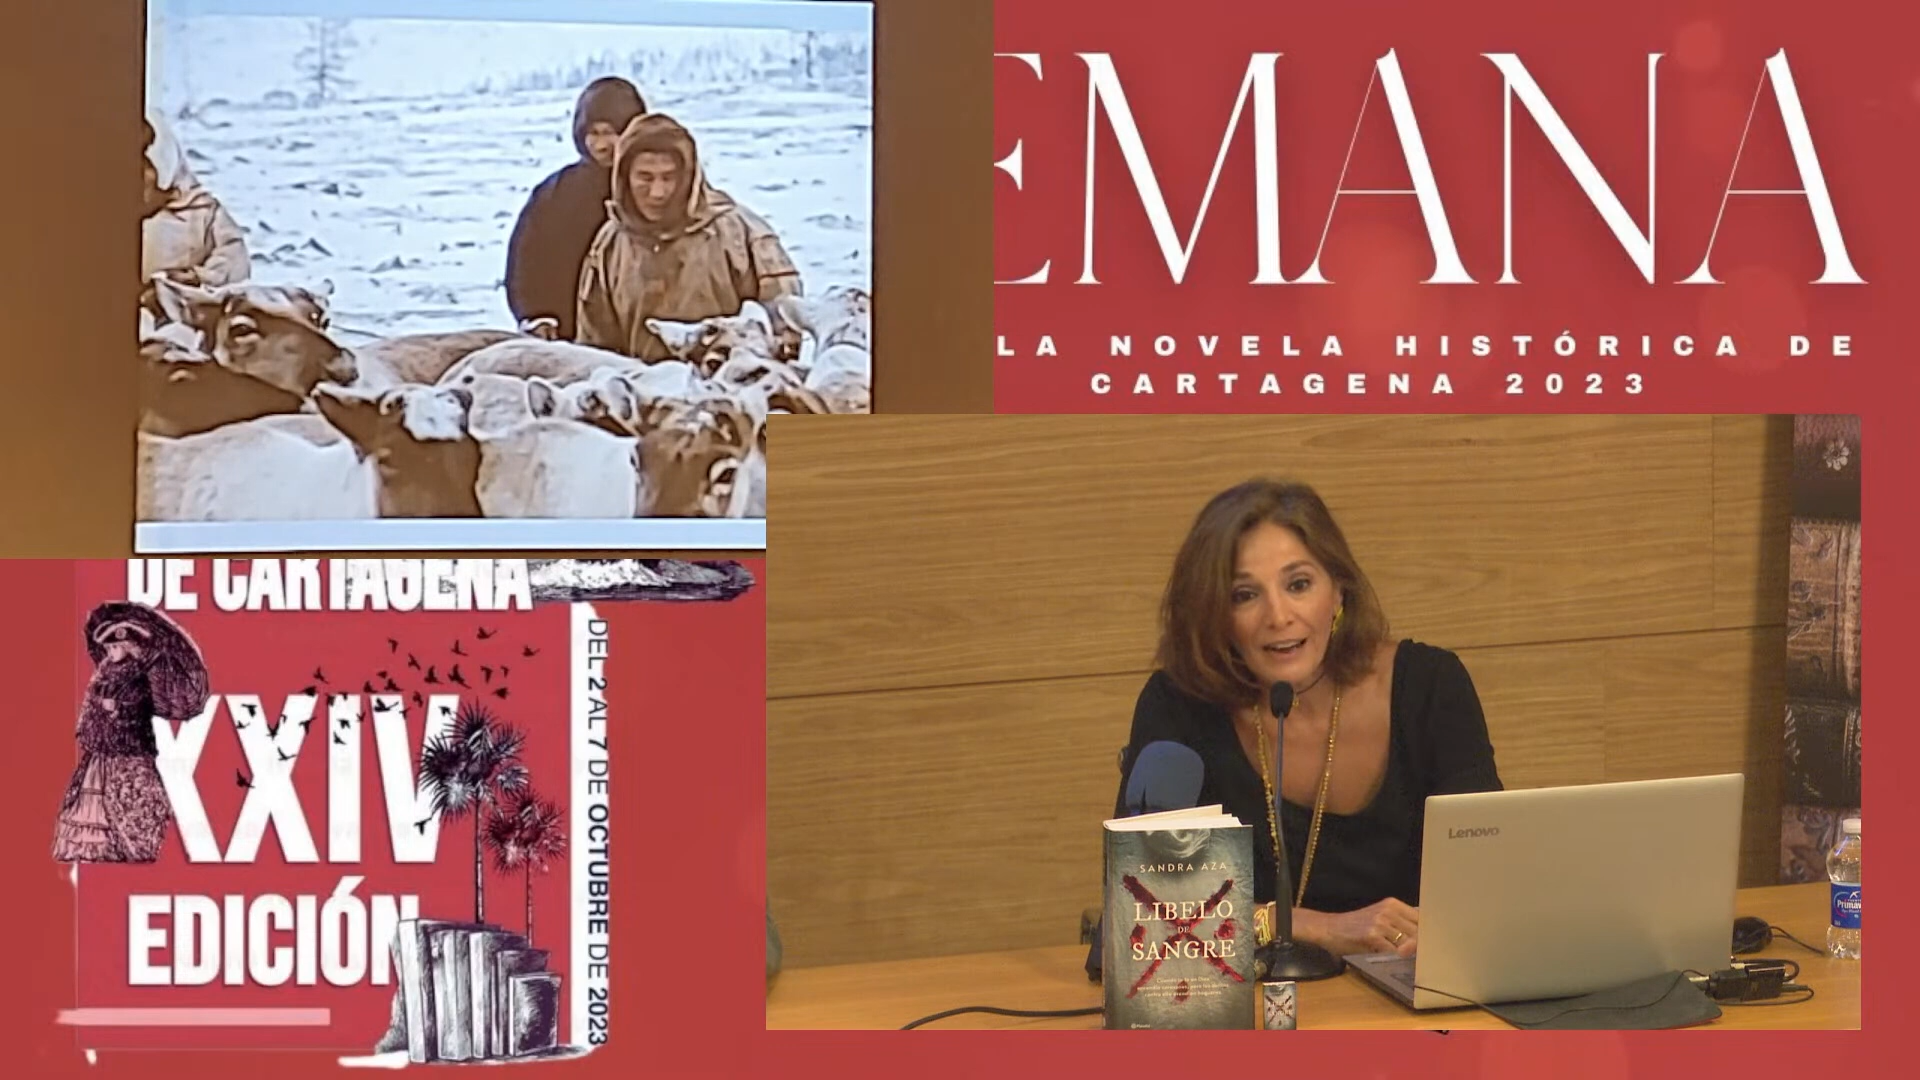 EMANA
LA NOVELA HISTÓRICA DE
CARTAGENA 2023
DE CARTAGENA
XXIV
EDICIÓN
DEL 2 AL 7 DE OCTUBRE DE 2023
SANDRA AZA
LIBELO
DE
SANGRE
Lenovo